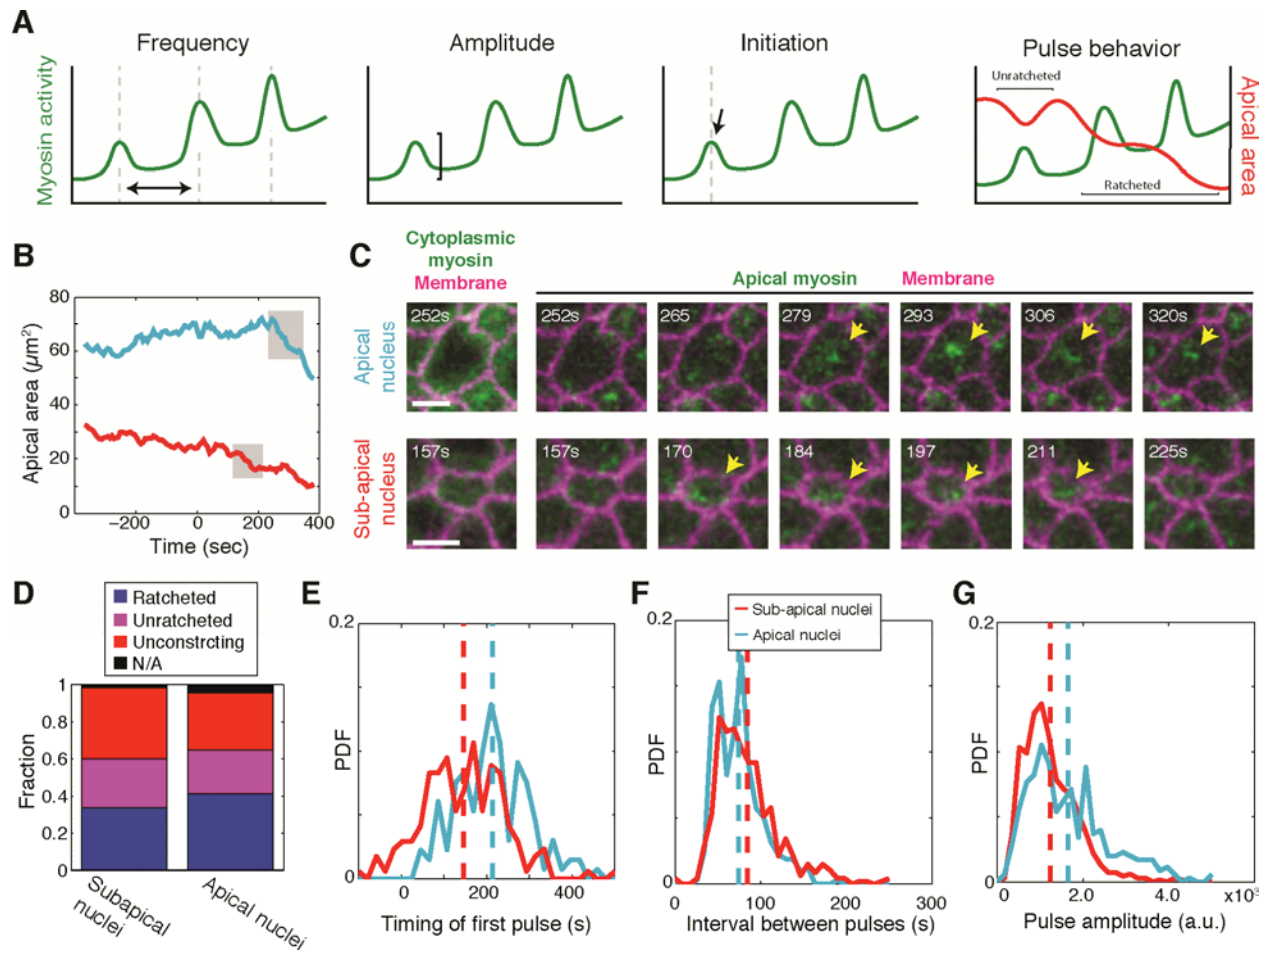 A
Frequency
Amplitude
Initiation
Pulse behavior
Myosin activity
Unratcheted
Ratcheted
Apical area
B
Apical area (μm²)
80
60
40
20
0
−200
0
200
400
Time (sec)
C
Cytoplasmic
myosin
Membrane
Apical myosin
Membrane
Apical
nucleus
252s
252s
265
279
293
306
320s
Sub-apical
nucleus
157s
157s
170
184
197
211
225s
D
Ratcheted
Unratcheted
Unconstrcting
N/A
Fraction
1
0.8
0.6
0.4
0.2
0
Subapical
nuclei
Apical nuclei
E
0.2
PDF
0
0
200
400
Timing of first pulse (s)
F
Sub-apical nuclei
Apical nuclei
0.2
PDF
0
0
100
200
300
Interval between pulses (s)
G
0.2
PDF
0
0
2.0
4.0
x10³
Pulse amplitude (a.u.)